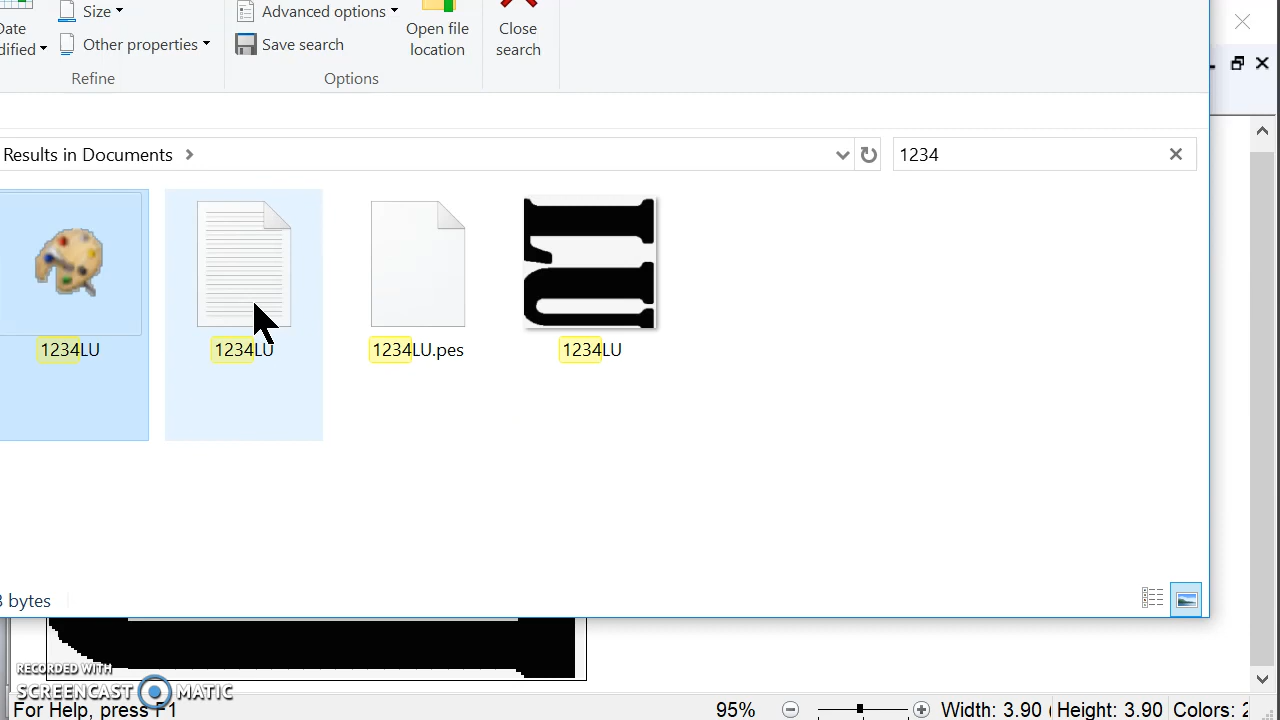 Size
Advanced options
Date
Open file
Close
dified
Other properties
Save search
location
search
Refine
Options
Results in Documents
1234
1234LU
1234LU
1234LU.pes
1234LU
bytes
RECORDED WITH
SCREENCAST MATIC
For Help, press F1
95%
Width: 3.90
Height: 3.90
Colors: 2